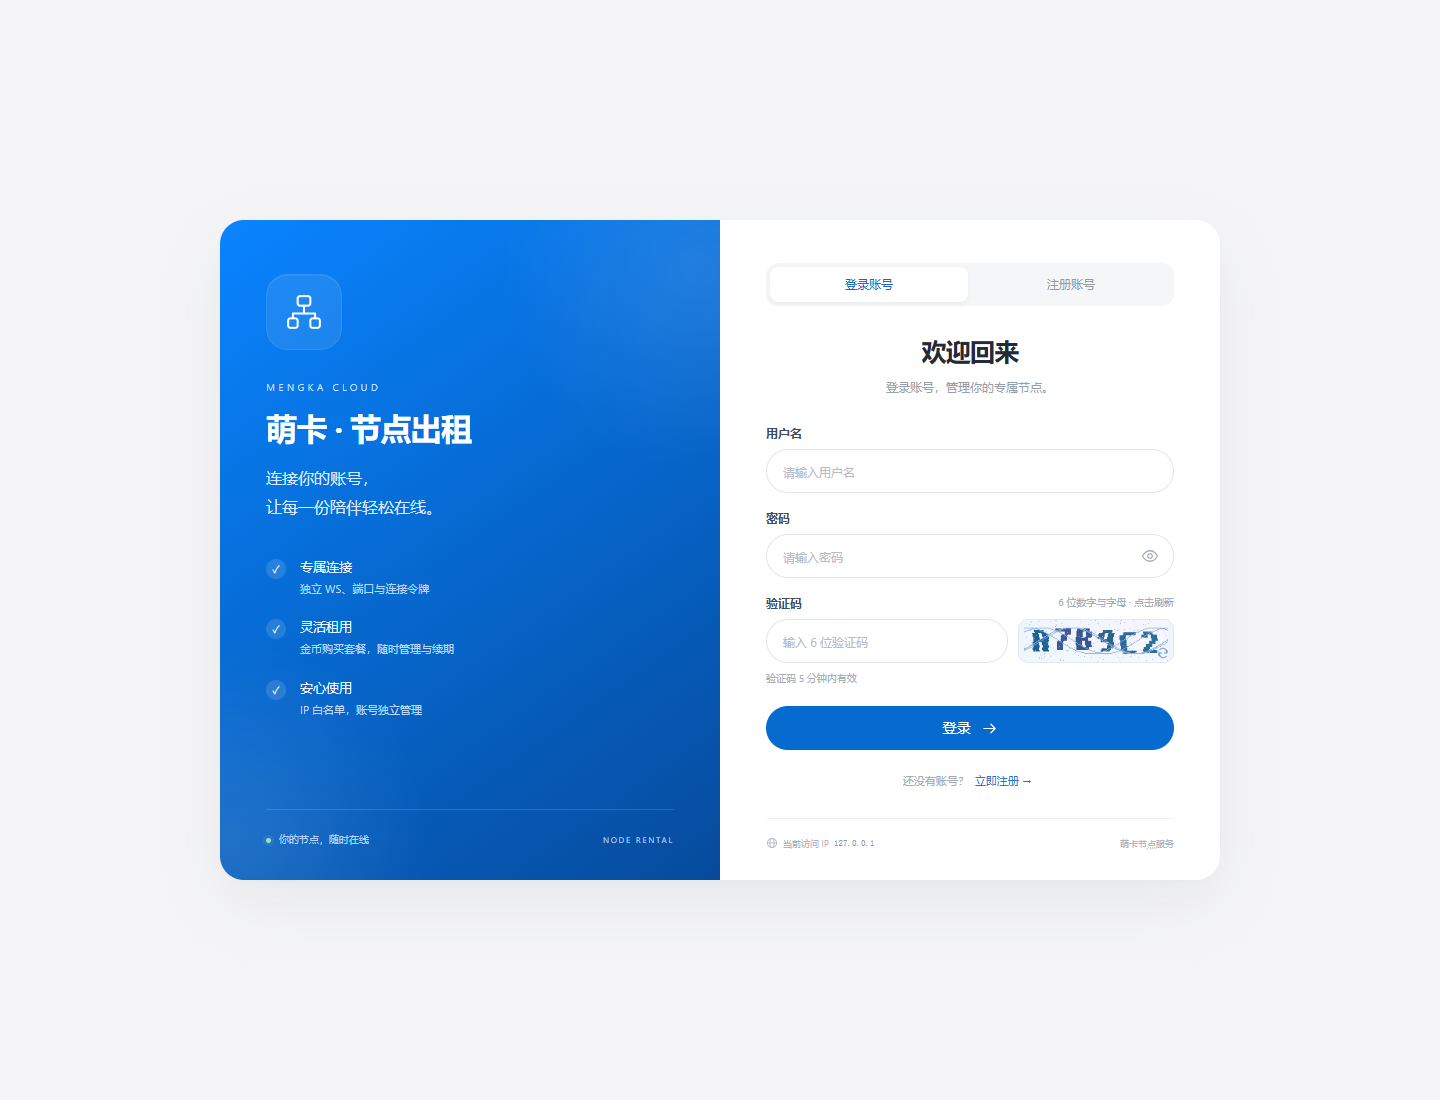 MENGKA CLOUD
萌卡 · 节点出租
连接你的账号，
让每一份陪伴轻松在线。
专属连接
独立 WS、端口与连接令牌
灵活租用
金币购买套餐，随时管理与续期
安心使用
IP 白名单，账号独立管理
你的节点，随时在线
NODE RENTAL
登录账号
注册账号
欢迎回来
登录账号，管理你的专属节点。
用户名
请输入用户名
密码
请输入密码
验证码
6 位数字与字母 · 点击刷新
输入 6 位验证码
A7B9C2
验证码 5 分钟内有效
登录 →
还没有账号？ 立即注册 →
当前访问 IP 127.0.0.1
萌卡节点服务